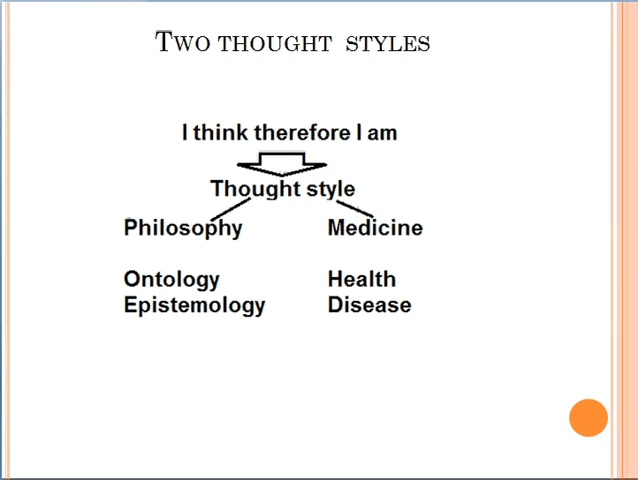 TWO THOUGHT STYLES
I think therefore I am
Thought style
Philosophy Medicine
Ontology Health
Epistemology Disease